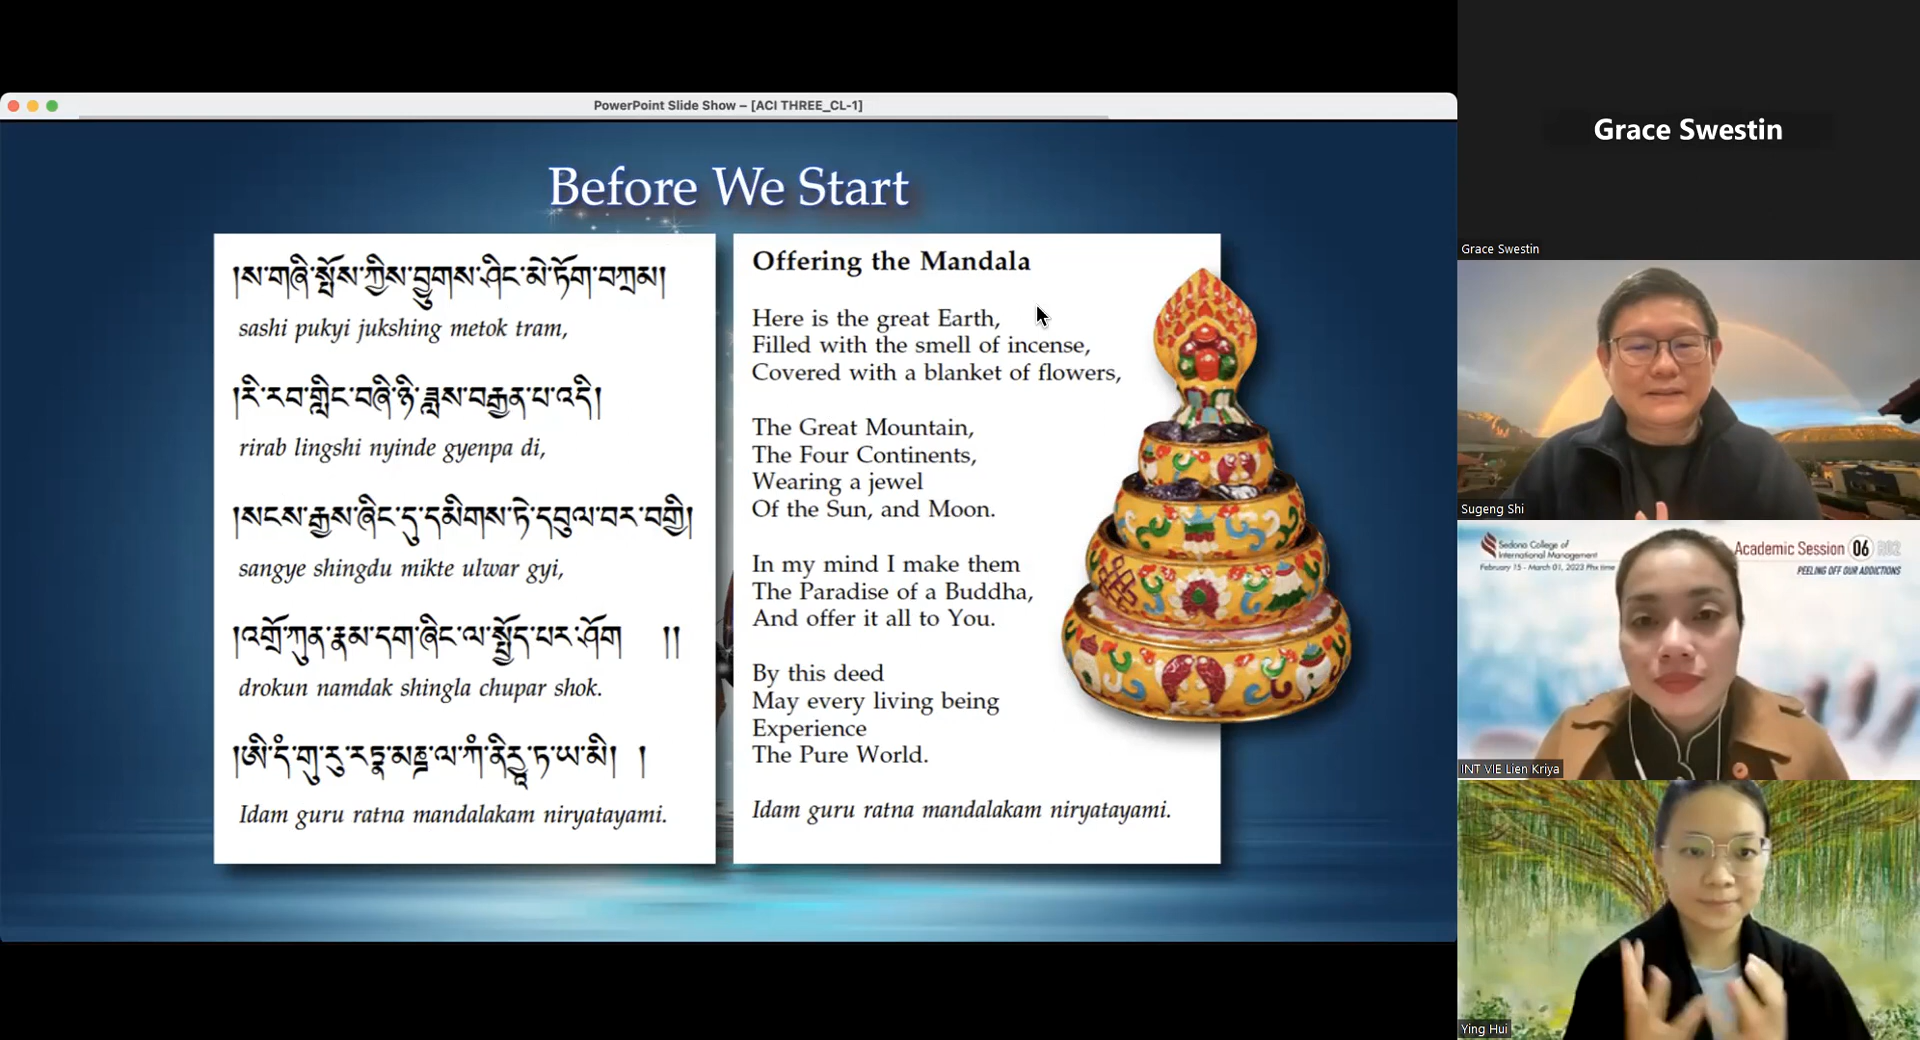 PowerPoint Slide Show – [ACI THREE_CL-1]
Before We Start
།ས་གཞི་སྤོས་ཀྱིས་བྱུགས་ཤིང་མེ་ཏོག་བཀྲམ།
sashi pukyi jukshing metok tram,
།རི་རབ་གླིང་བཞི་ཉི་ཟླས་བརྒྱན་པ་འདི།
rirab lingshi nyinde gyenpa di,
།སངས་རྒྱས་ཞིང་དུ་དམིགས་ཏེ་དབུལ་བར་བགྱི།
sangye shingdu mikte ulwar gyi,
།འགྲོ་ཀུན་རྣམ་དག་ཞིང་ལ་སྤྱོད་པར་ཤོག །།
drokun namdak shingla chupar shok.
།ཨི་དཾ་གུ་རུ་རཏྣ་མཎྜ་ལ་ཀཾ་ནིརྻཱ་ཏ་ཡ་མི། །
Idam guru ratna mandalakam niryatayami.
Offering the Mandala
Here is the great Earth,
Filled with the smell of incense,
Covered with a blanket of flowers,
The Great Mountain,
The Four Continents,
Wearing a jewel
Of the Sun, and Moon.
In my mind I make them
The Paradise of a Buddha,
And offer it all to You.
By this deed
May every living being
Experience
The Pure World.
Idam guru ratna mandalakam niryatayami.
Grace Swestin
Grace Swestin
Sugeng Shi
Sedona College of
International Management
February 15 - March 01, 2023 Phx time
Academic Session 06 R02
PEELING OFF OUR ADDICTIONS
INT VIE Lien Kriya
Ying Hui